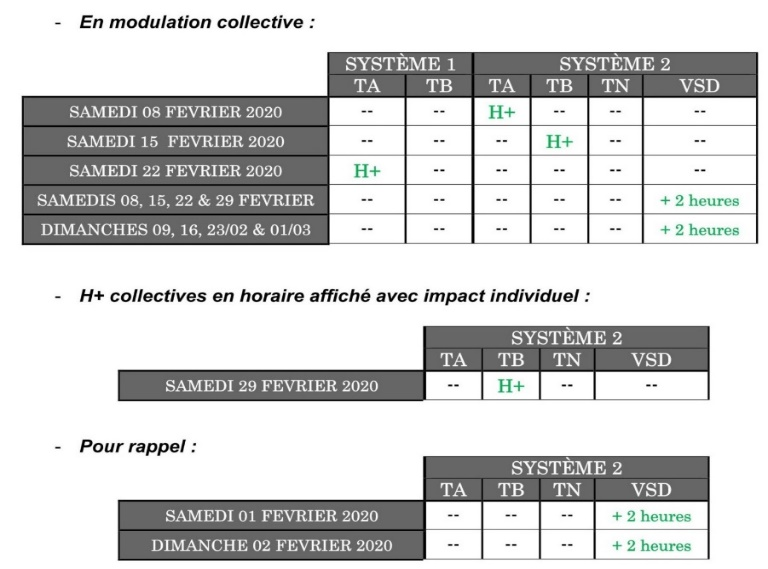 - En modulation collective :
SYSTÈME 1 SYSTÈME 2
TA TB TA TB TN VSD
SAMEDI 08 FEVRIER 2020 -- -- H+ -- -- --
SAMEDI 15 FEVRIER 2020 -- -- -- H+ -- --
SAMEDI 22 FEVRIER 2020 H+ -- -- -- -- --
SAMEDIS 08, 15, 22 & 29 FEVRIER -- -- -- -- -- + 2 heures
DIMANCHES 09, 16, 23/02 & 01/03 -- -- -- -- -- + 2 heures
- H+ collectives en horaire affiché avec impact individuel :
SYSTÈME 2
TA TB TN VSD
SAMEDI 29 FEVRIER 2020 -- H+ -- --
- Pour rappel :
SYSTÈME 2
TA TB TN VSD
SAMEDI 01 FEVRIER 2020 -- -- -- + 2 heures
DIMANCHE 02 FEVRIER 2020 -- -- -- + 2 heures